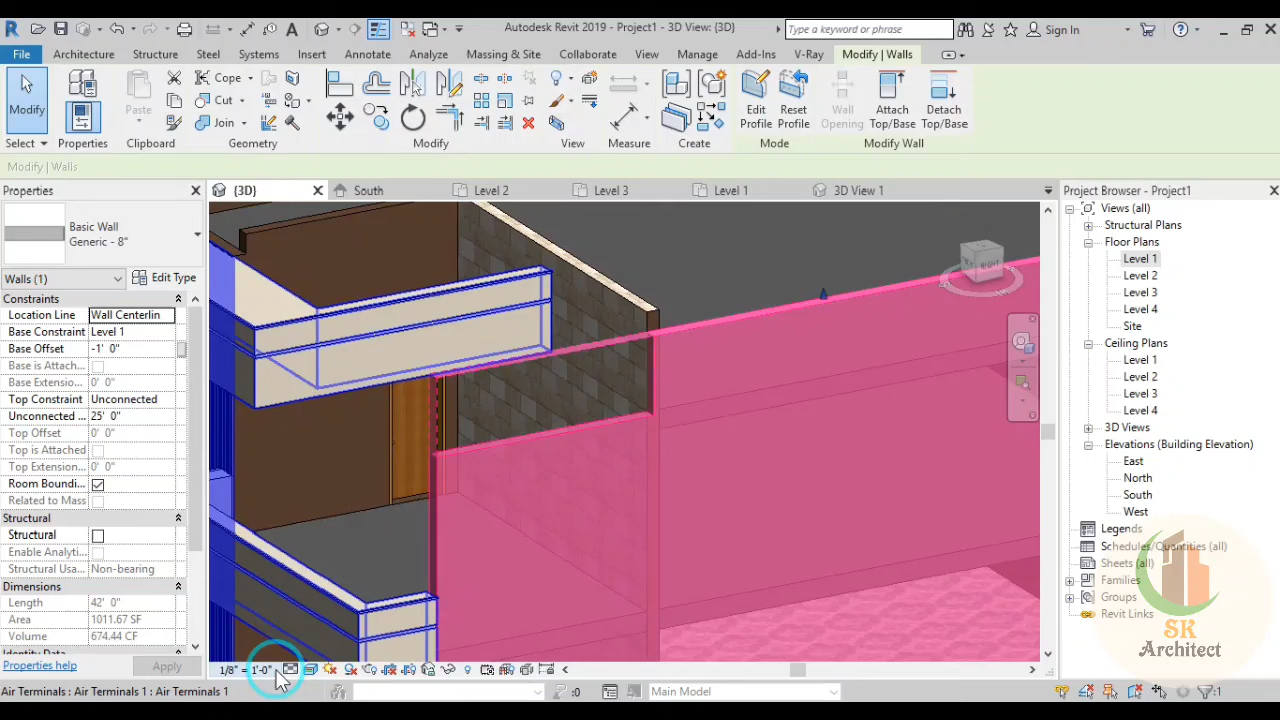 Autodesk Revit 2019 - Project1 - 3D View: {3D}
Type a keyword or phrase
Sign In
File Architecture Structure Steel Systems Insert Annotate Analyze Massing & Site Collaborate View Manage Add-Ins V-Ray Modify | Walls
Modify
Select
Properties
Paste
Clipboard
Cope
Cut
Join
Geometry
Modify
View
Measure
Create
Edit
Profile
Reset
Profile
Mode
Wall
Opening
Attach
Top/Base
Detach
Top/Base
Modify Wall
Modify | Walls
Properties
{3D}
South
Level 2
Level 3
Level 1
3D View 1
Project Browser - Project1
Basic Wall
Generic - 8"
Walls (1)
Edit Type
Constraints
Location Line Wall Centerlin
Base Constraint Level 1
Base Offset -1' 0"
Base is Attach...
Base Extension... 0' 0"
Top Constraint Unconnected
Unconnected ... 25' 0"
Top Offset 0' 0"
Top is Attached
Top Extension... 0' 0"
Room Boundi...
Related to Mass
Structural
Structural
Enable Analyti...
Structural Usa... Non-bearing
Dimensions
Length 42' 0"
Area 1011.67 SF
Volume 674.44 CF
Identity Data
Properties help
Apply
RIGHT
Views (all)
Structural Plans
Floor Plans
Level 1
Level 2
Level 3
Level 4
Site
Ceiling Plans
Level 1
Level 2
Level 3
Level 4
3D Views
Elevations (Building Elevation)
East
North
South
West
Legends
Schedules/Quantities (all)
Sheets (all)
Families
Groups
Revit Links
SK
Architect
1/8" = 1'-0"
Air Terminals : Air Terminals 1 : Air Terminals 1
:0
Main Model
:1